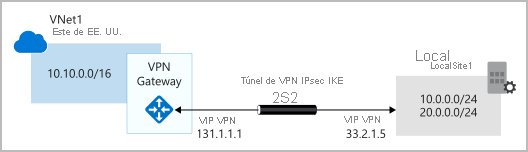 VNet1
Este de EE. UU.
10.10.0.0/16
VPN
Gateway
Túnel de VPN IPsec IKE
2S2
VIP VPN
131.1.1.1
VIP VPN
33.2.1.5
Local
LocalSite1
10.0.0.0/24
20.0.0.0/24